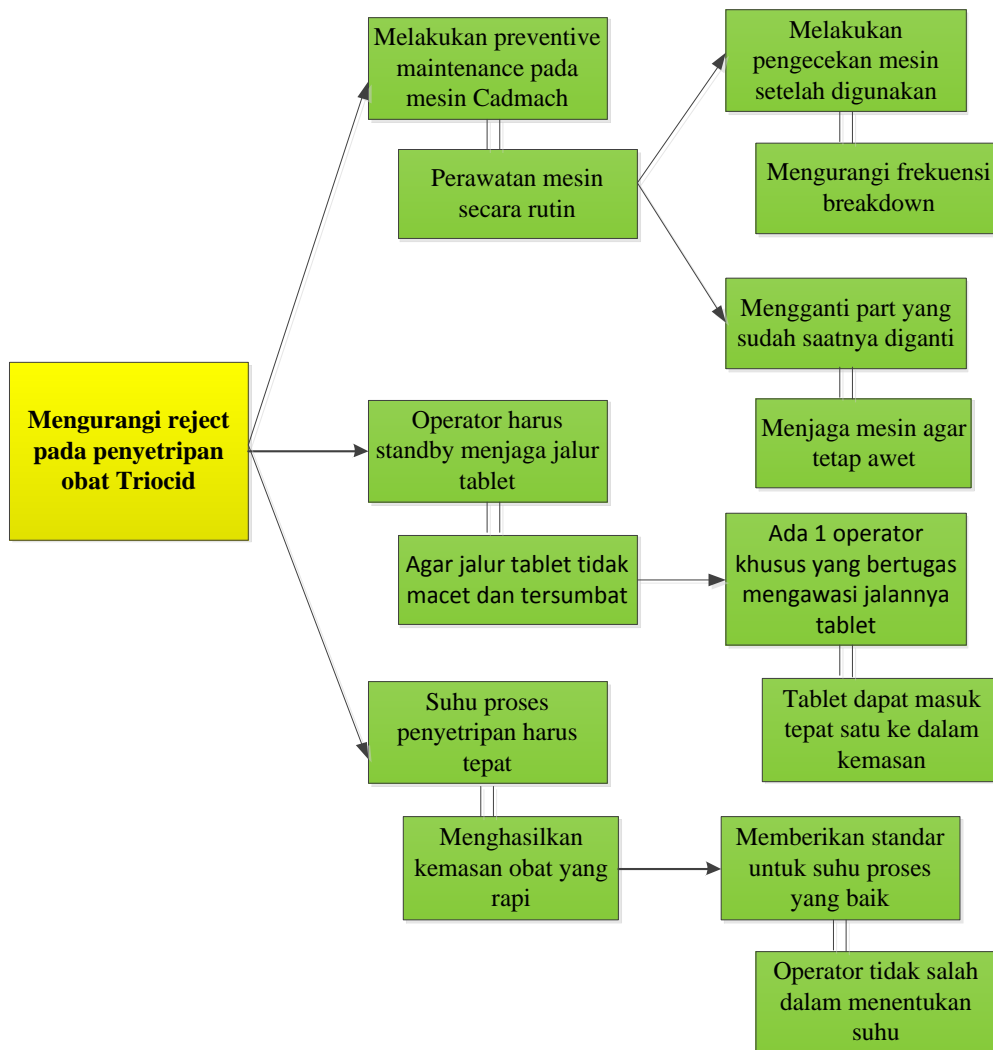 Mengurangi reject
pada penyetripan
obat Triocid
Melakukan preventive
maintenance pada
mesin Cadmach
Perawatan mesin
secara rutin
Melakukan
pengecekan mesin
setelah digunakan
Mengurangi frekuensi
breakdown
Mengganti part yang
sudah saatnya diganti
Menjaga mesin agar
tetap awet
Operator harus
standby menjaga jalur
tablet
Agar jalur tablet tidak
macet dan tersumbat
Ada 1 operator
khusus yang bertugas
mengawasi jalannya
tablet
Tablet dapat masuk
tepat satu ke dalam
kemasan
Suhu proses
penyetripan harus
tepat
Menghasilkan
kemasan obat yang
rapi
Memberikan standar
untuk suhu proses
yang baik
Operator tidak salah
dalam menentukan
suhu